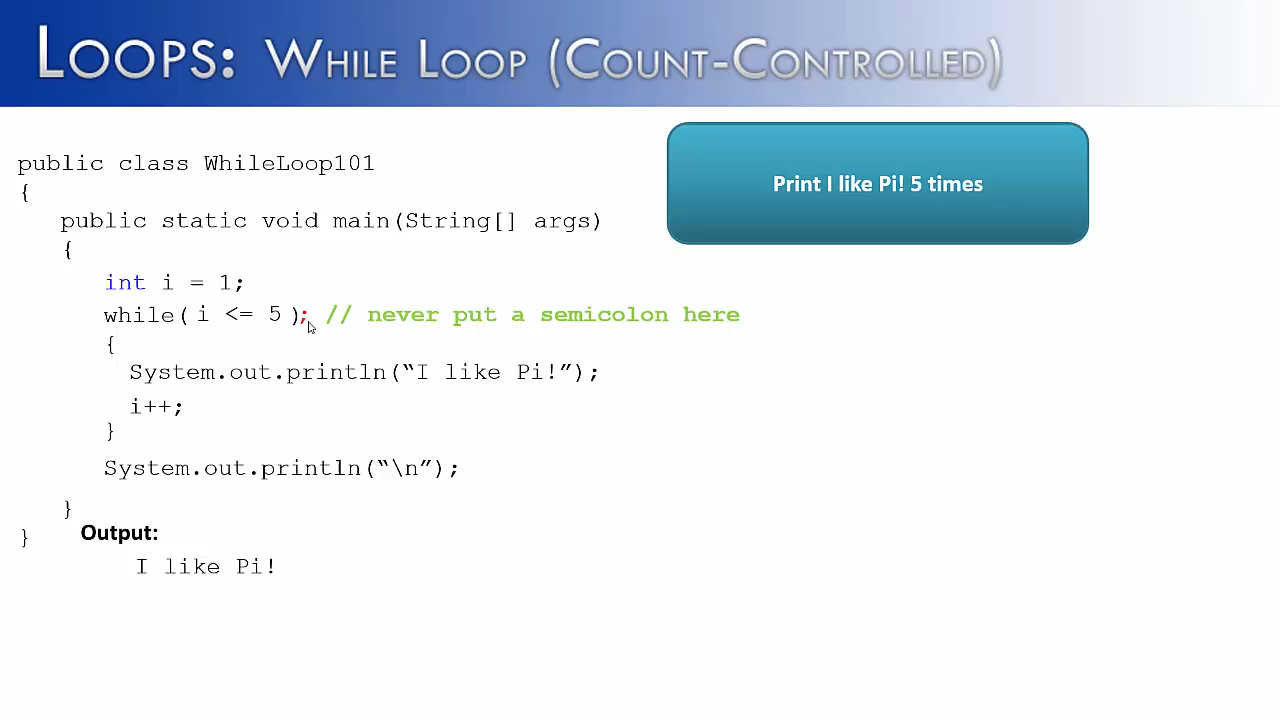 LOOPS: WHILE LOOP (COUNT-CONTROLLED)
Print I like Pi! 5 times
public class WhileLoop101
{
public static void main(String[] args)
{
int i = 1;
while( i <= 5 ); // never put a semicolon here
{
System.out.println(“I like Pi!”);
i++;
}
System.out.println(“\n”);
}
}
Output:
I like Pi!